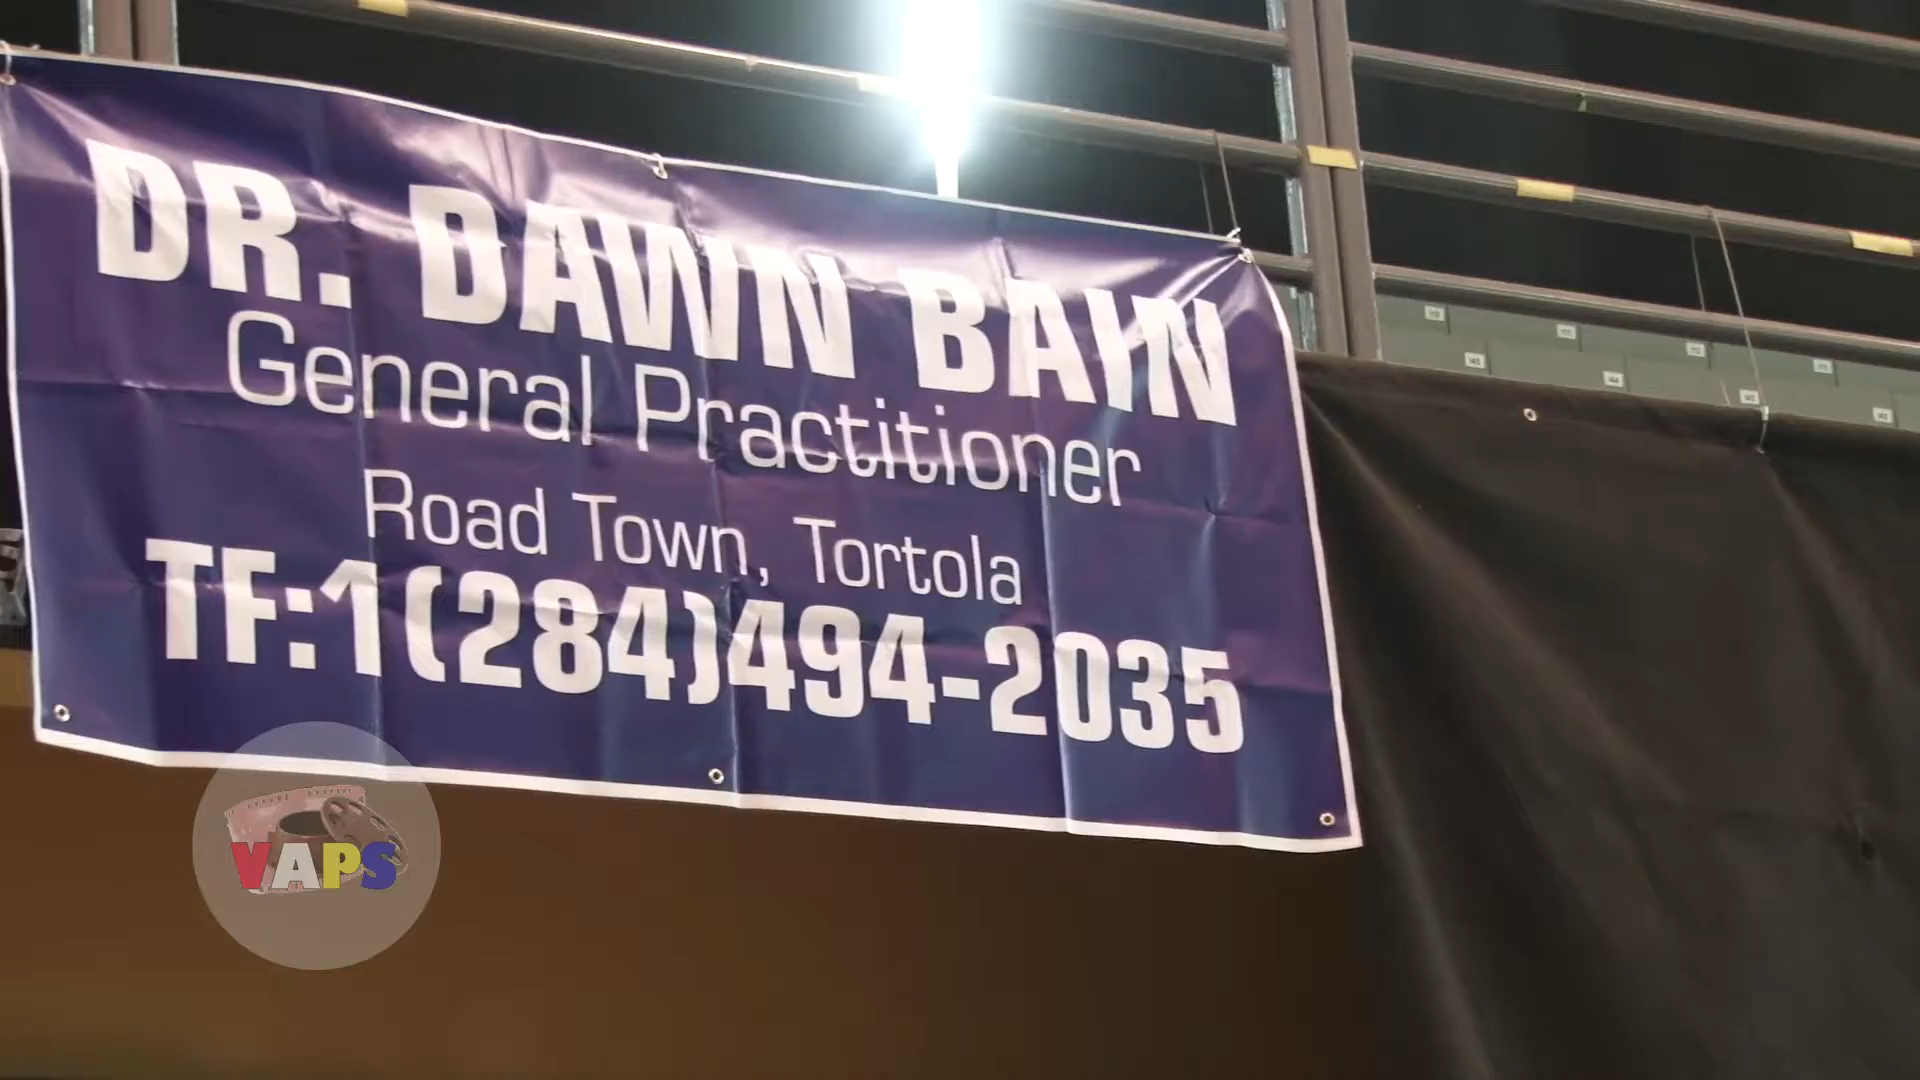 DR. DAWN BAIN
General Practitioner
Road Town, Tortola
TF:1(284)494-2035
VAPS